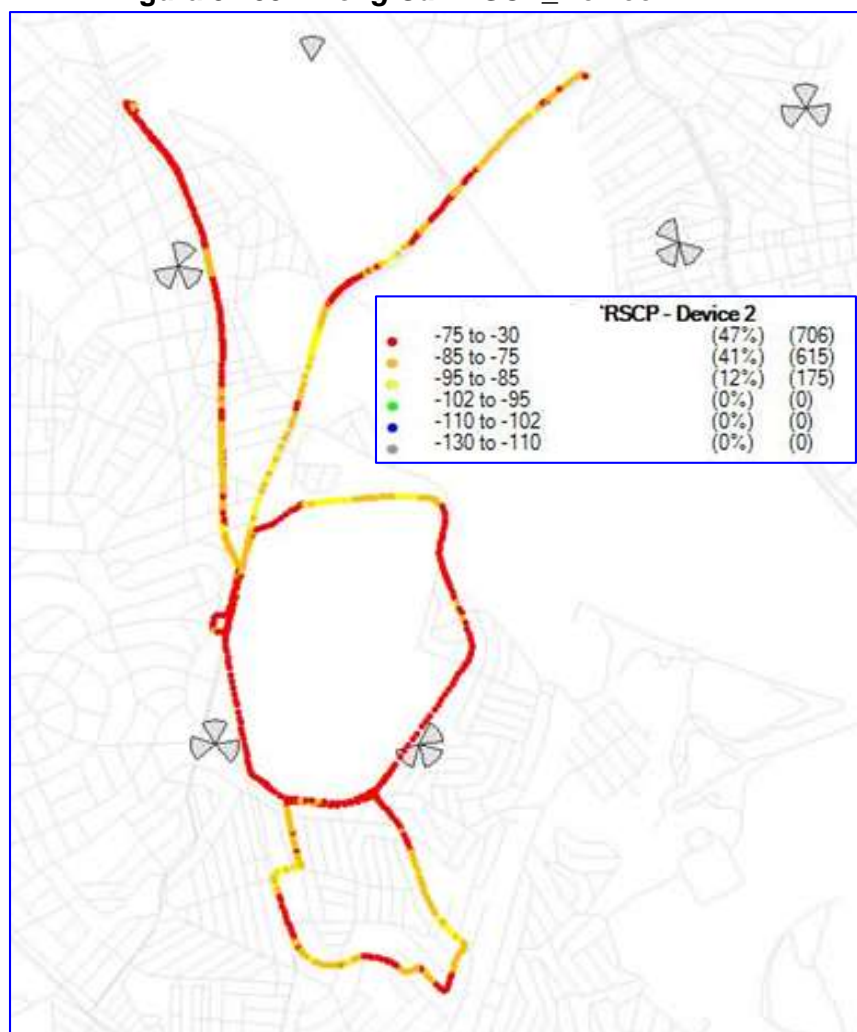 'RSCP - Device 2
-75 to -30 (47%) (706)
-85 to -75 (41%) (615)
-95 to -85 (12%) (175)
-102 to -95 (0%) (0)
-110 to -102 (0%) (0)
-130 to -110 (0%) (0)